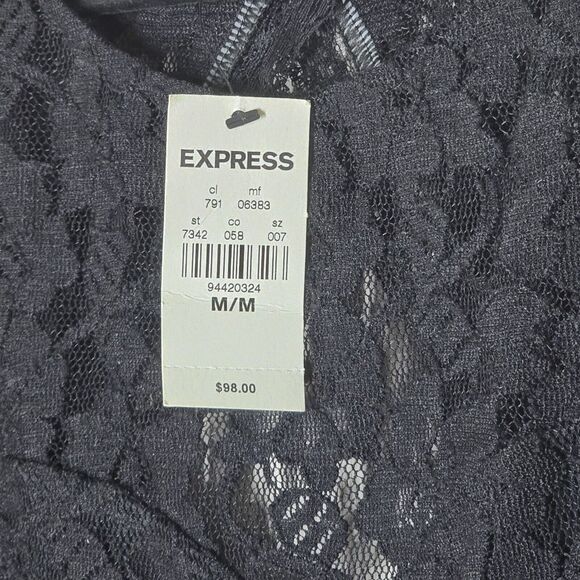 EXPRESS
cl mf
791 06383
st co sz
7342 058 007
94420324
M/M
$98.00